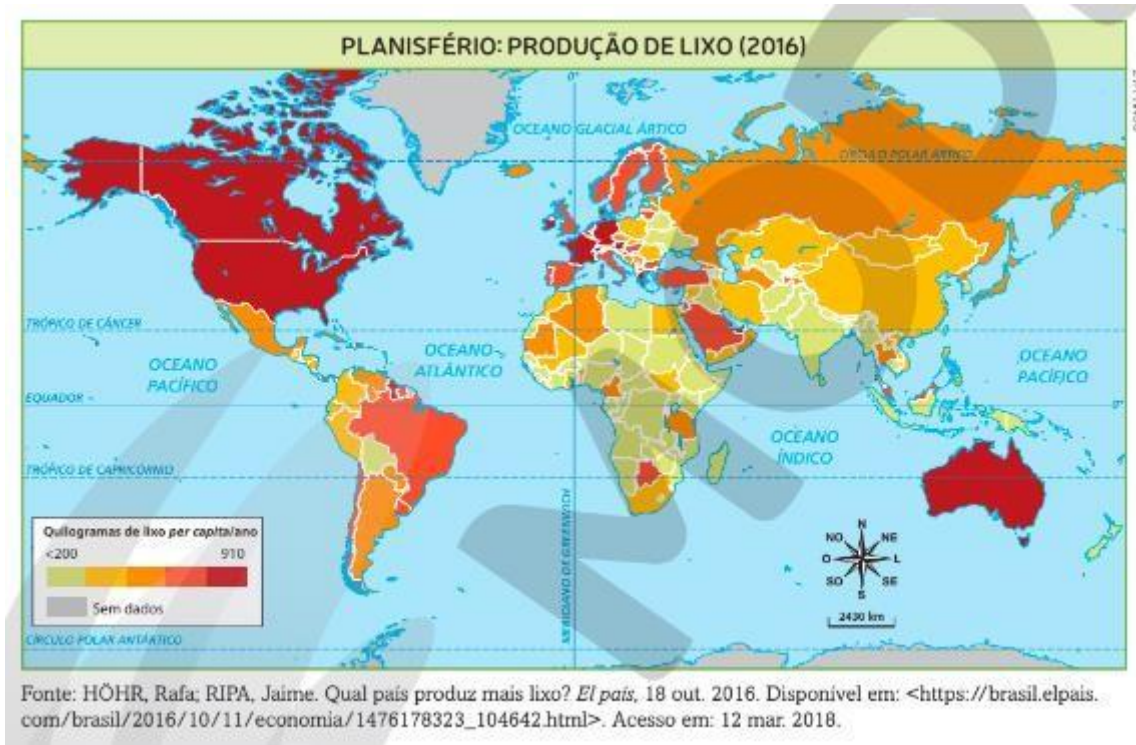 PLANISFÉRIO: PRODUÇÃO DE LIXO (2016)
0°
OCEANO GLACIAL ÁRTICO
CÍRCULO POLAR ÁRTICO
TRÓPICO DE CÂNCER
OCEANO
PACÍFICO
OCEANO
ATLÂNTICO
OCEANO
PACÍFICO
EQUADOR
0°
OCEANO
ÍNDICO
TRÓPICO DE CAPRICÓRNIO
MERIDIANO DE GREENWICH
Quilogramas de lixo per capita/ano
<200 910
Sem dados
N
NO NE
O L
SO SE
S
2430 km
CÍRCULO POLAR ANTÁRTICO
Fonte: HÖHR, Rafa; RIPA, Jaime. Qual país produz mais lixo? El país, 18 out. 2016. Disponível em: <https://brasil.elpais.
com/brasil/2016/10/11/economia/1476178323_104642.html>. Acesso em: 12 mar. 2018.